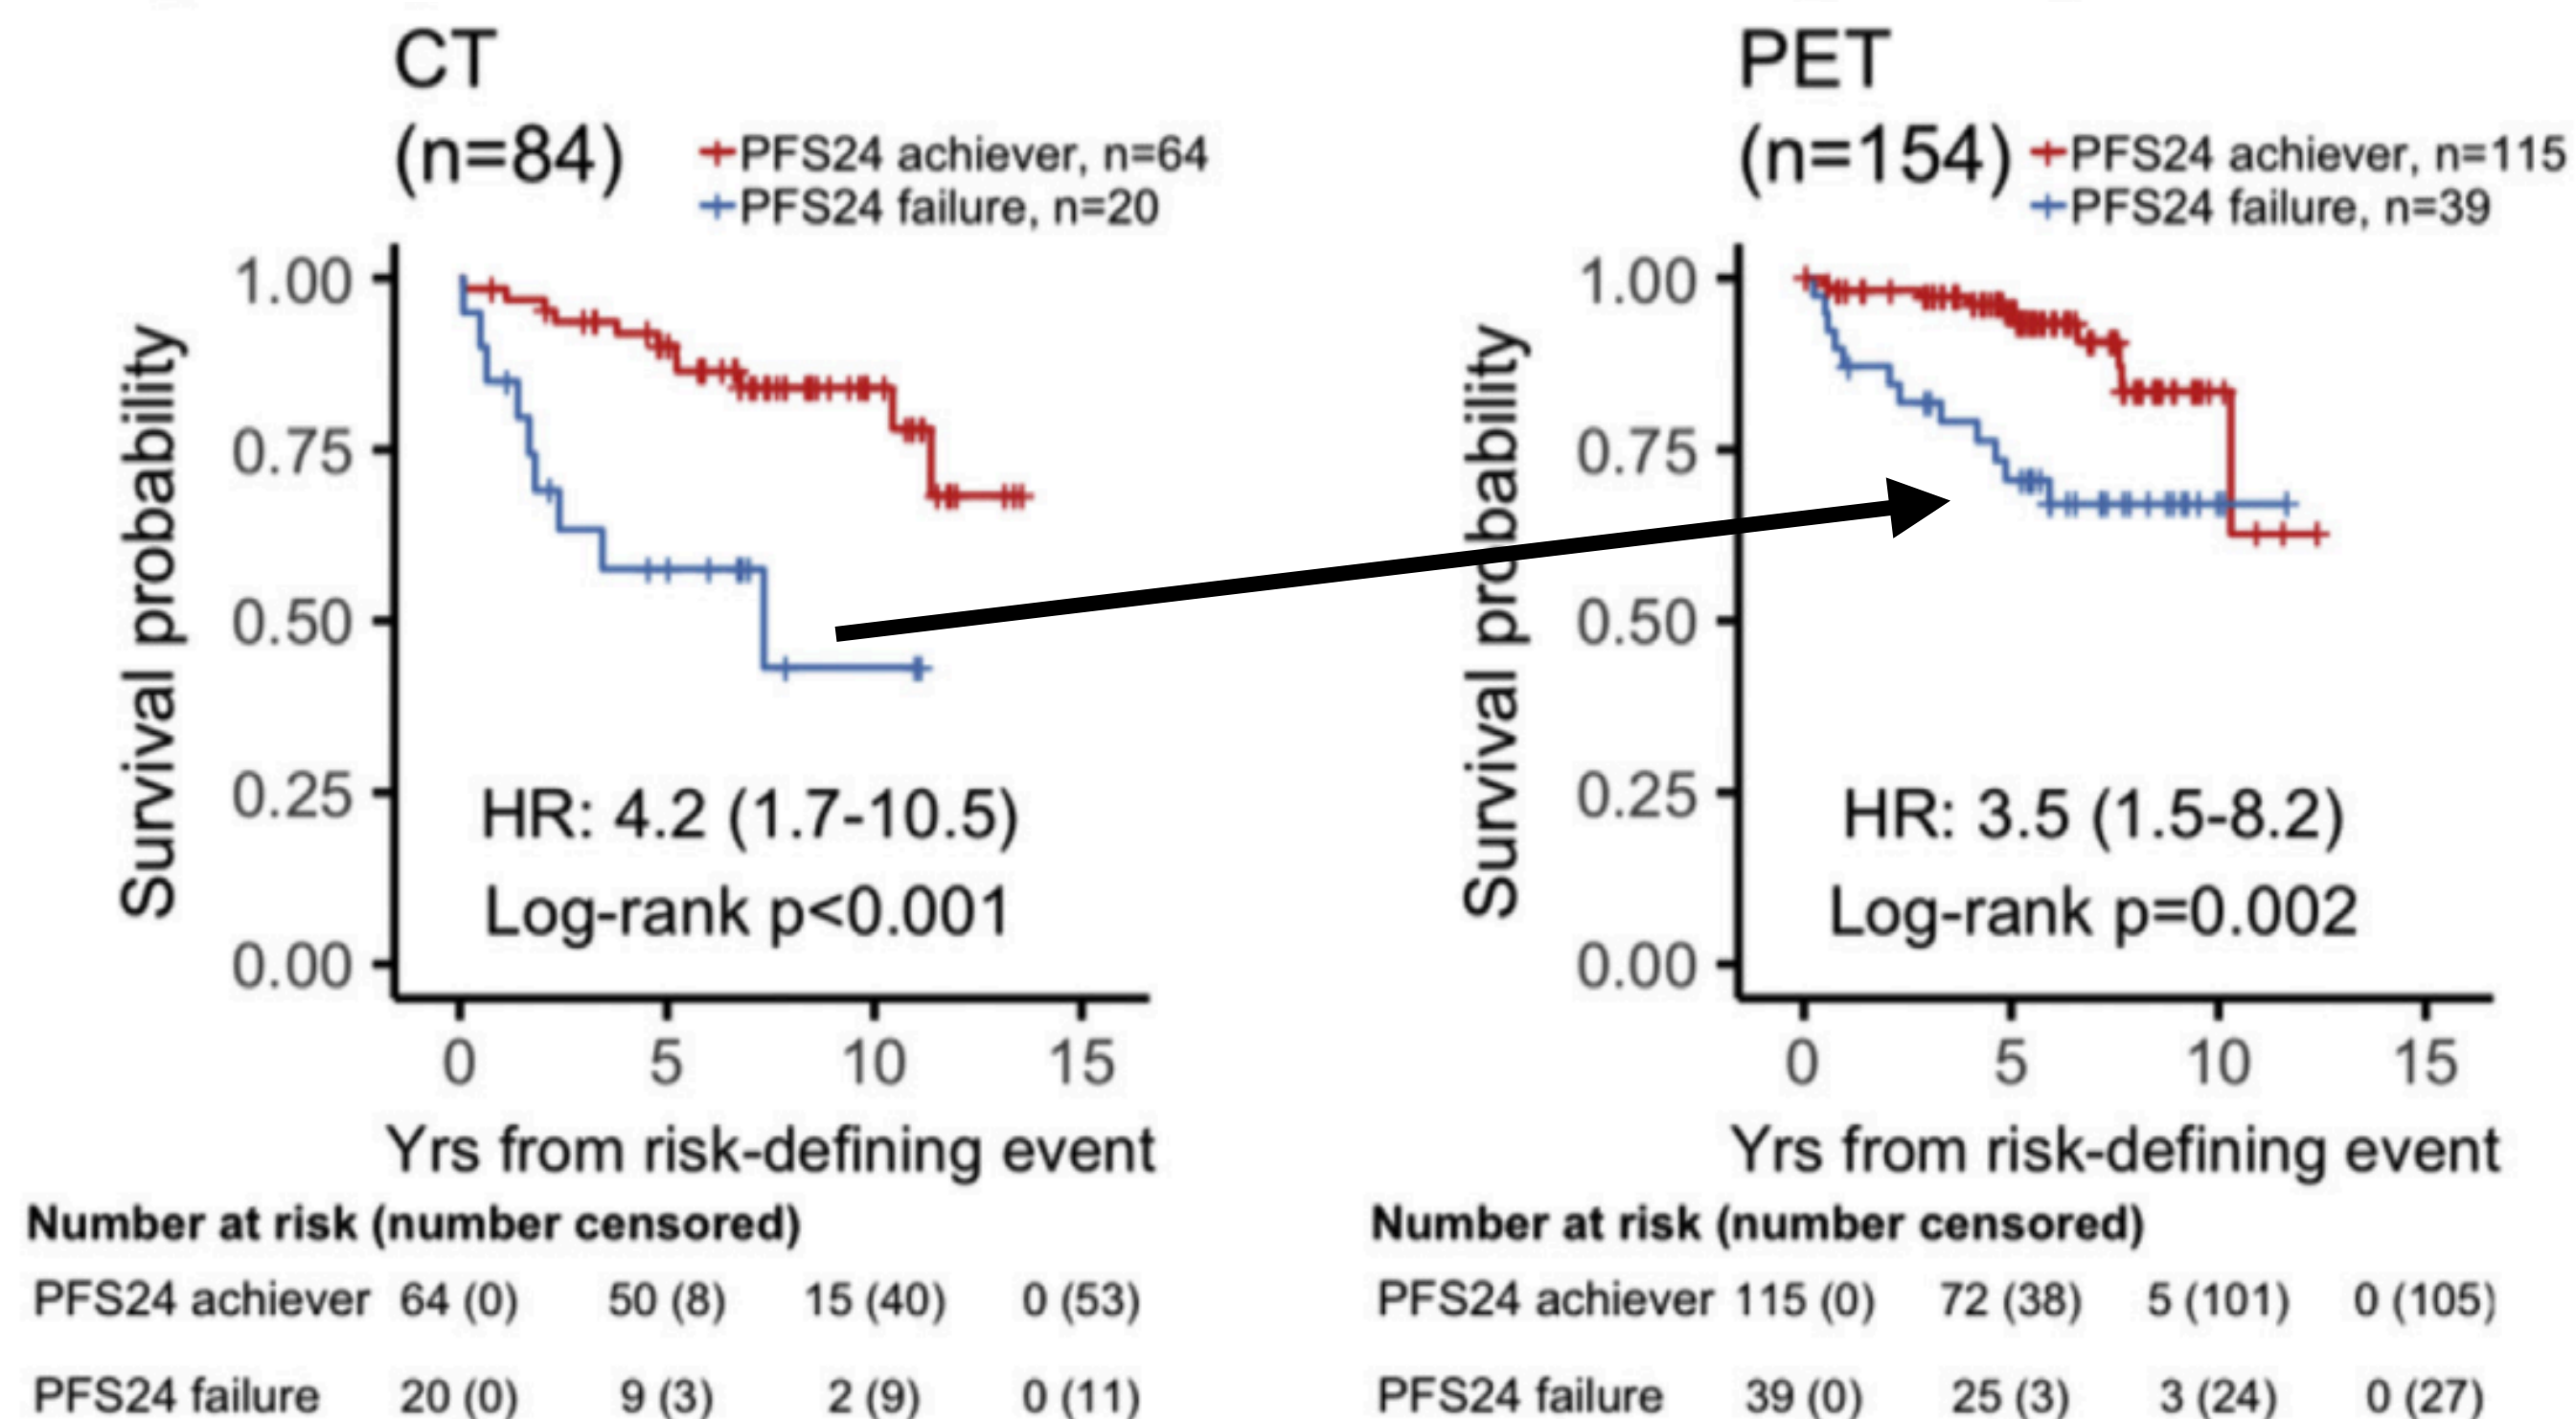 CT
(n=84)
PFS24 achiever, n=64
PFS24 failure, n=20
Survival probability
1.00
0.75
0.50
0.25
0.00
HR: 4.2 (1.7-10.5)
Log-rank p<0.001
0 5 10 15
Yrs from risk-defining event
Number at risk (number censored)
PFS24 achiever 64 (0) 50 (8) 15 (40) 0 (53)
PFS24 failure 20 (0) 9 (3) 2 (9) 0 (11)
PET
(n=154)
PFS24 achiever, n=115
PFS24 failure, n=39
Survival probability
1.00
0.75
0.50
0.25
0.00
HR: 3.5 (1.5-8.2)
Log-rank p=0.002
0 5 10 15
Yrs from risk-defining event
Number at risk (number censored)
PFS24 achiever 115 (0) 72 (38) 5 (101) 0 (105)
PFS24 failure 39 (0) 25 (3) 3 (24) 0 (27)